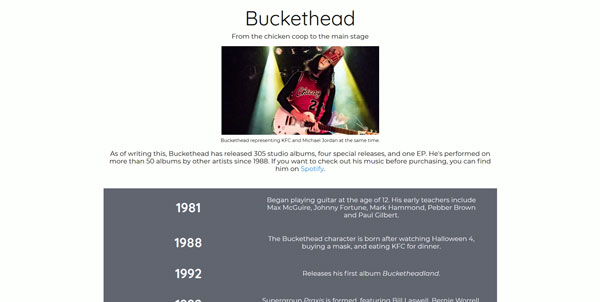 Buckethead
From the chicken coop to the main stage
Buckethead representing KFC and Michael Jordan at the same time.
As of writing this, Buckethead has released 305 studio albums, four special releases, and one EP. He's performed on
more than 50 albums by other artists since 1988. If you want to check out his music before purchasing, you can find
him on Spotify.
1981
Began playing guitar at the age of 12. His early teachers include
Max McGuire, Johnny Fortune, Mark Hammond, Pebber Brown
and Paul Gilbert.
1988
The Buckethead character is born after watching Halloween 4,
buying a mask, and eating KFC for dinner.
1992
Releases his first album Bucketheadland.
Supergroup Praxis is formed, featuring Bill Laswell, Bernie Worrell